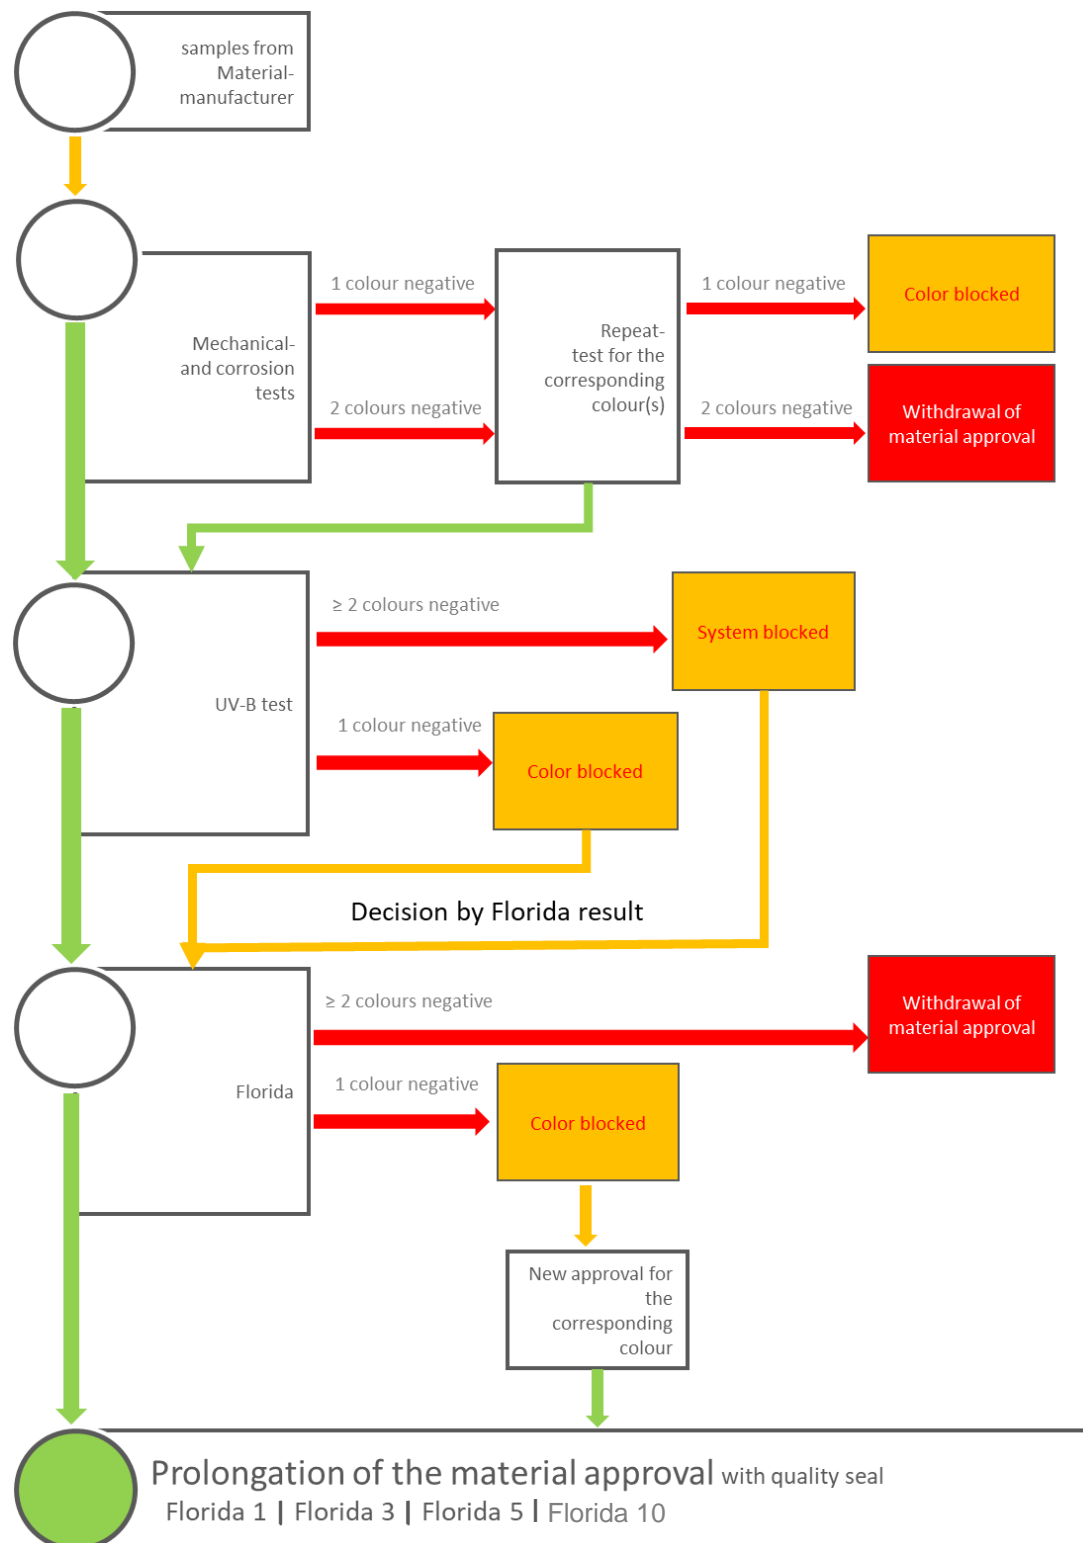 samples from
Material-
manufacturer
1 colour negative
1 colour negative
Color blocked
Mechanical-
and corrosion
tests
Repeat-
test for the
corresponding
colour(s)
2 colours negative
2 colours negative
Withdrawal of
material approval
≥ 2 colours negative
System blocked
UV-B test
1 colour negative
Color blocked
Decision by Florida result
≥ 2 colours negative
Withdrawal of
material approval
Florida
1 colour negative
Color blocked
New approval for
the
corresponding
colour
Prolongation of the material approval with quality seal
Florida 1 | Florida 3 | Florida 5 | Florida 10